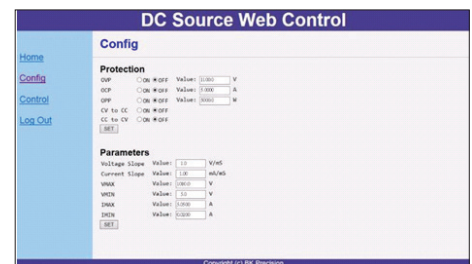 DC Source Web Control
Home
Config
Control
Log Out
Config
Protection
OVP ON OFF Value: V
OCP ON OFF Value: A
OPP ON OFF Value: W
CV to CC ON OFF
CC to CV ON OFF
SET
Parameters
Voltage Slope Value: V/mS
Current Slope Value: mA/mS
VMAX Value: V
VMIN Value: V
IMAX Value: A
IMIN Value: A
SET
Copyright (c) BK Precision